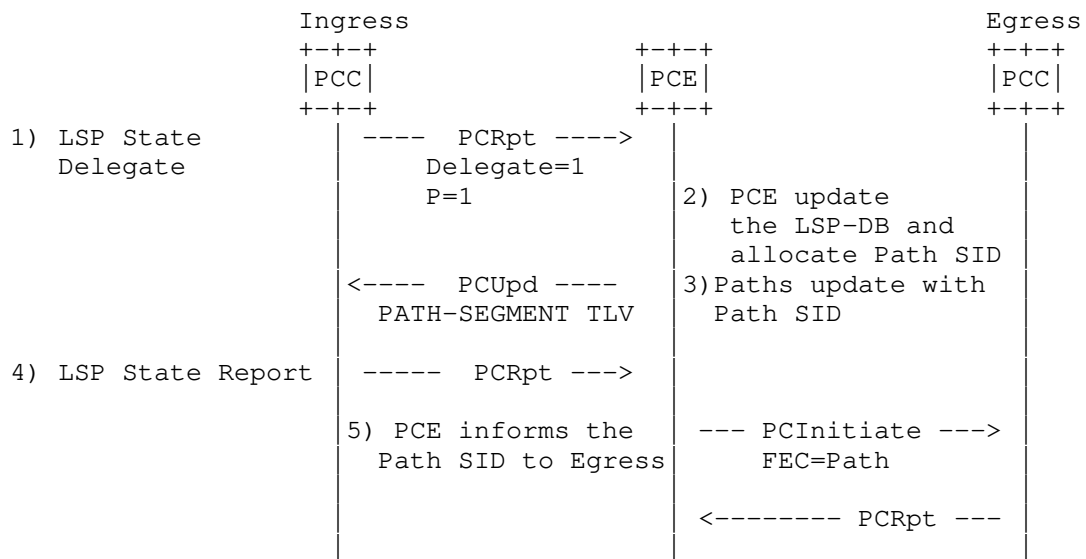 Ingress                                    Egress
+-+-+                 +-+-+                  +-+-+
|PCC|                 |PCE|                  |PCC|
+-+-+                 +-+-+                  +-+-+
1) LSP State | ---- PCRpt ----> | |
Delegate | Delegate=1 | |
| P=1 |2) PCE update |
| | the LSP-DB and |
| | allocate Path SID |
|<---- PCUpd ---- |3)Paths update with |
| PATH-SEGMENT TLV | Path SID |
| | |
4) LSP State Report | ----- PCRpt ---> | |
| | |
|5) PCE informs the | --- PCInitiate ---> |
| Path SID to Egress| FEC=Path |
| | |
| | <-------- PCRpt --- |
| | |